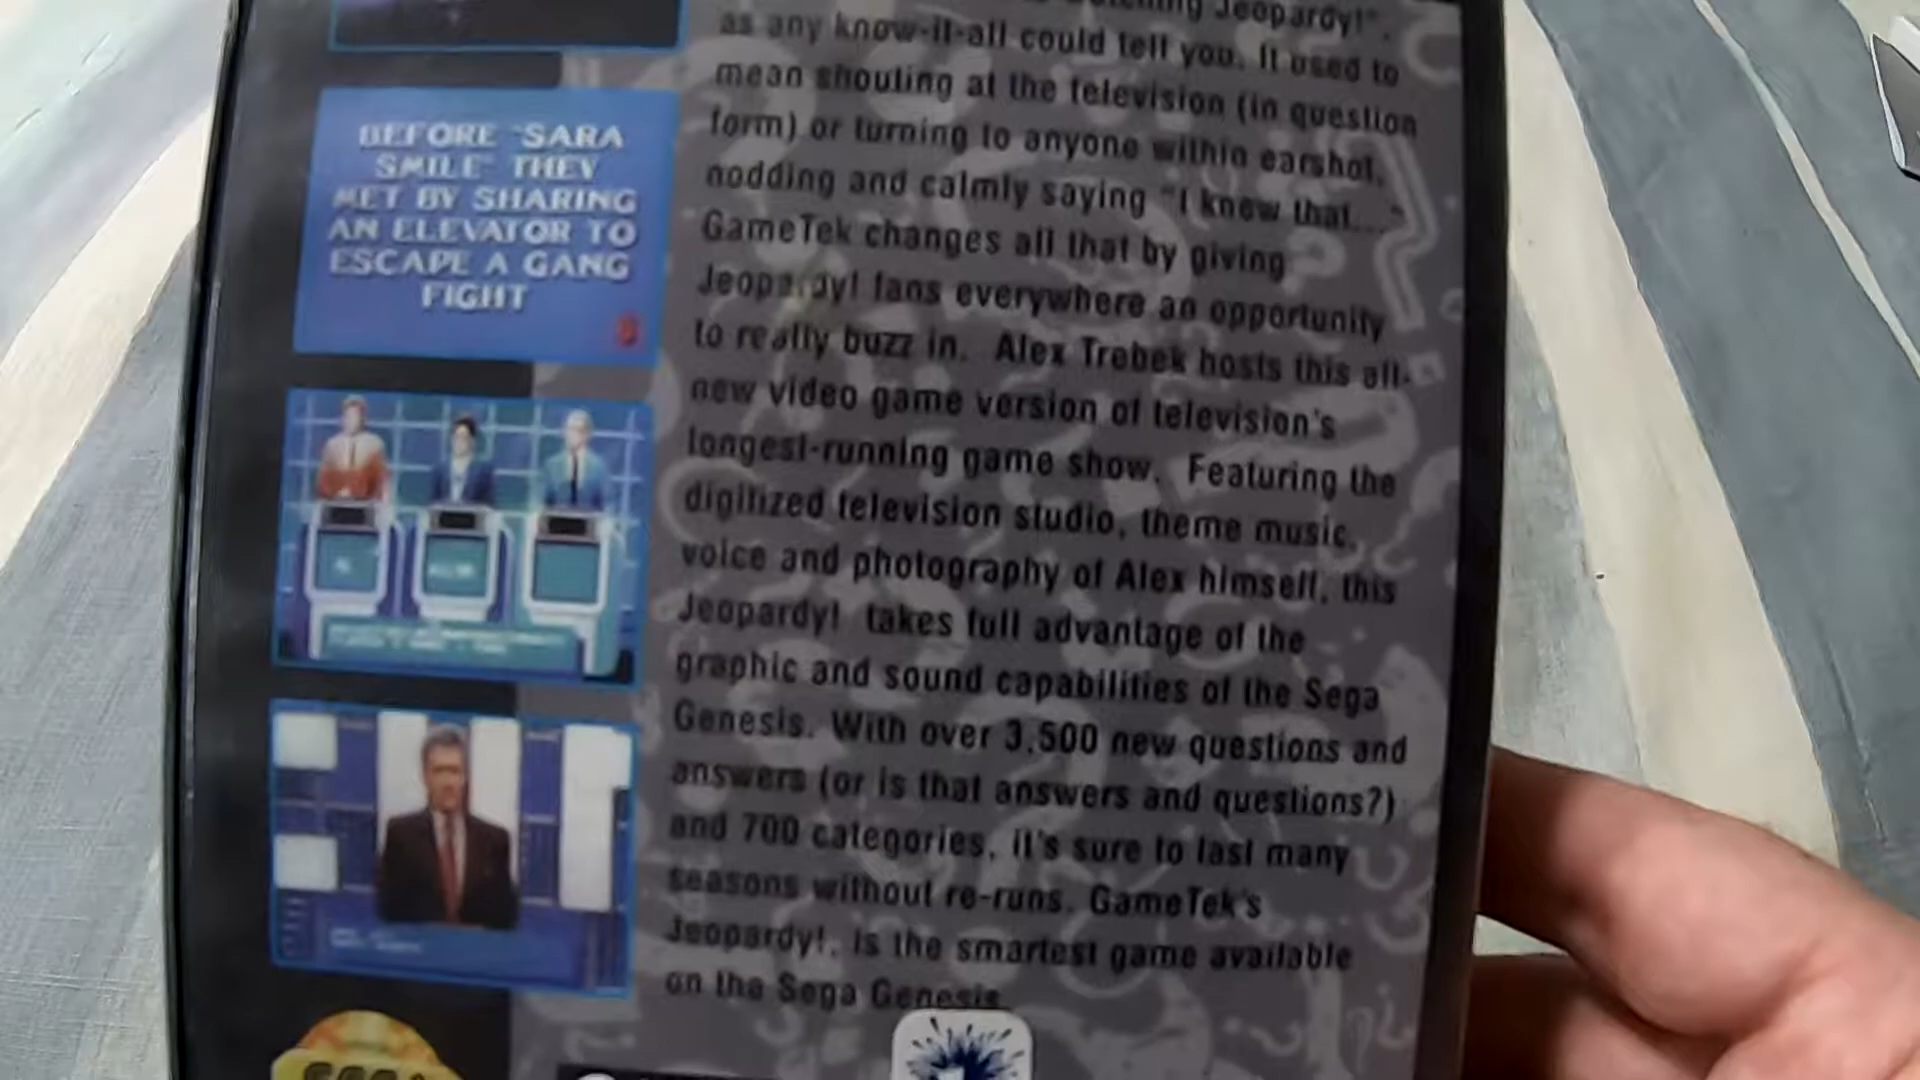 Jeopardy!".
as any know-it-all could tell you. It used to
mean shouting at the television (in question
form) or turning to anyone within earshot,
nodding and calmly saying "I knew that..."
GameTek changes all that by giving
Jeopardy! fans everywhere an opportunity
to really buzz in. Alex Trebek hosts this all-
new video game version of television's
longest-running game show. Featuring the
digitized television studio, theme music,
voice and photography of Alex himself, this
Jeopardy! takes full advantage of the
graphic and sound capabilities of the Sega
Genesis. With over 3,500 new questions and
answers (or is that answers and questions?)
and 700 categories, it's sure to last many
seasons without re-runs. GameTek's
Jeopardy!, is the smartest game available
on the Sega Genesis.
BEFORE "SARA
SMILE" THEY
MET BY SHARING
AN ELEVATOR TO
ESCAPE A GANG
FIGHT